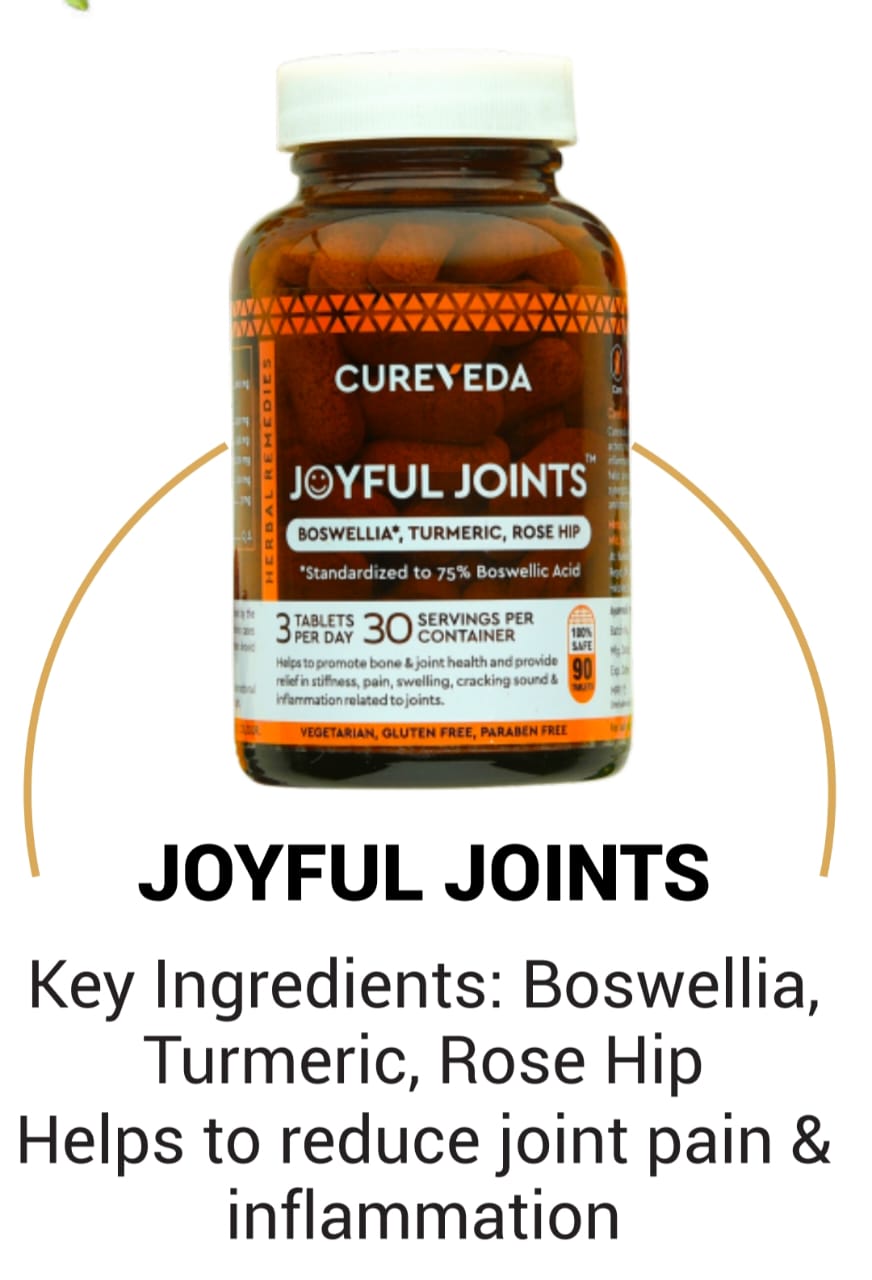 CUREVEDA
HERBAL REMEDIES
JOYFUL JOINTS™
BOSWELLIA*, TURMERIC, ROSE HIP
*Standardized to 75% Boswellic Acid
3 TABLETS PER DAY 30 SERVINGS PER CONTAINER
100% SAFE
90 TABLETS
Helps to promote bone & joint health and provide
relief in stiffness, pain, swelling, cracking sound &
inflammation related to joints.
VEGETARIAN, GLUTEN FREE, PARABEN FREE
JOYFUL JOINTS
Key Ingredients: Boswellia,
Turmeric, Rose Hip
Helps to reduce joint pain &
inflammation